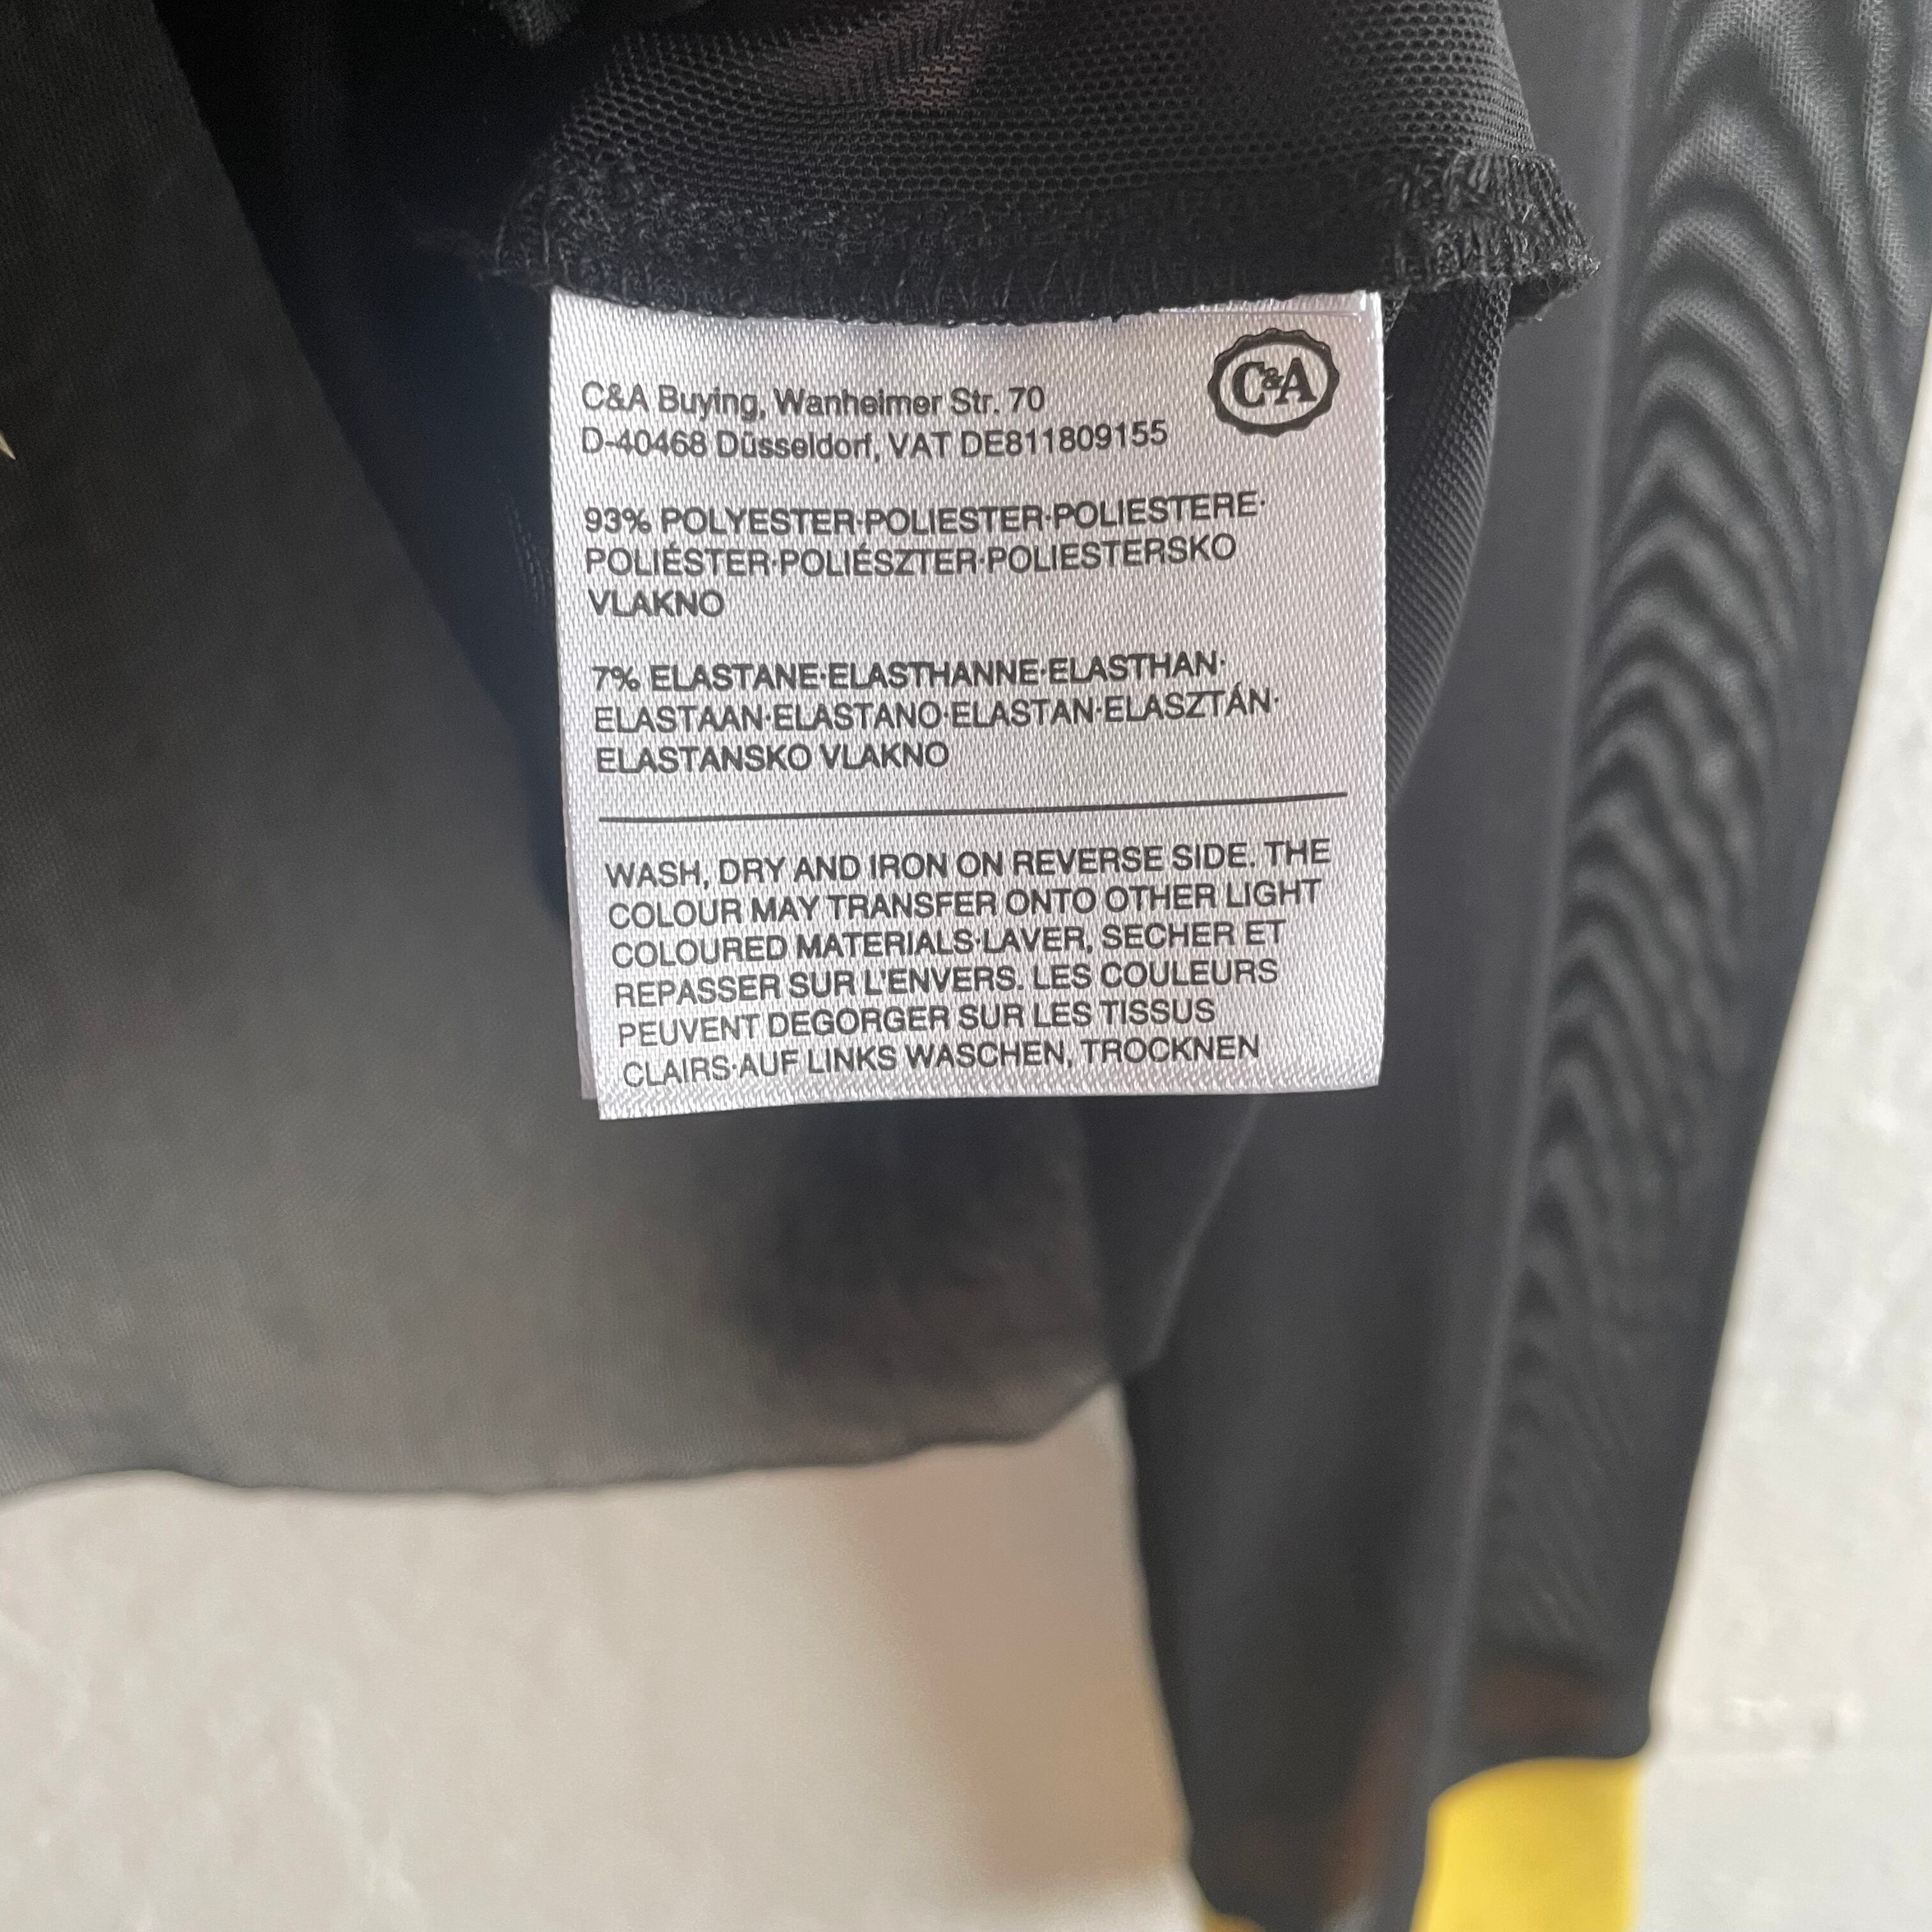 C&A
C&A Buying, Wanheimer Str. 70
D-40468 Düsseldorf, VAT DE811809155
93% POLYESTER·POLIESTER·POLIESTERE·
POLIÉSTER·POLIÉSZTER·POLIESTERSKO
VLAKNO
7% ELASTANE·ELASTHANNE·ELASTHAN·
ELASTAAN·ELASTANO·ELASTAN·ELASZTÁN·
ELASTANSKO VLAKNO
WASH, DRY AND IRON ON REVERSE SIDE. THE
COLOUR MAY TRANSFER ONTO OTHER LIGHT
COLOURED MATERIALS·LAVER, SECHER ET
REPASSER SUR L'ENVERS. LES COULEURS
PEUVENT DEGORGER SUR LES TISSUS
CLAIRS·AUF LINKS WASCHEN, TROCKNEN